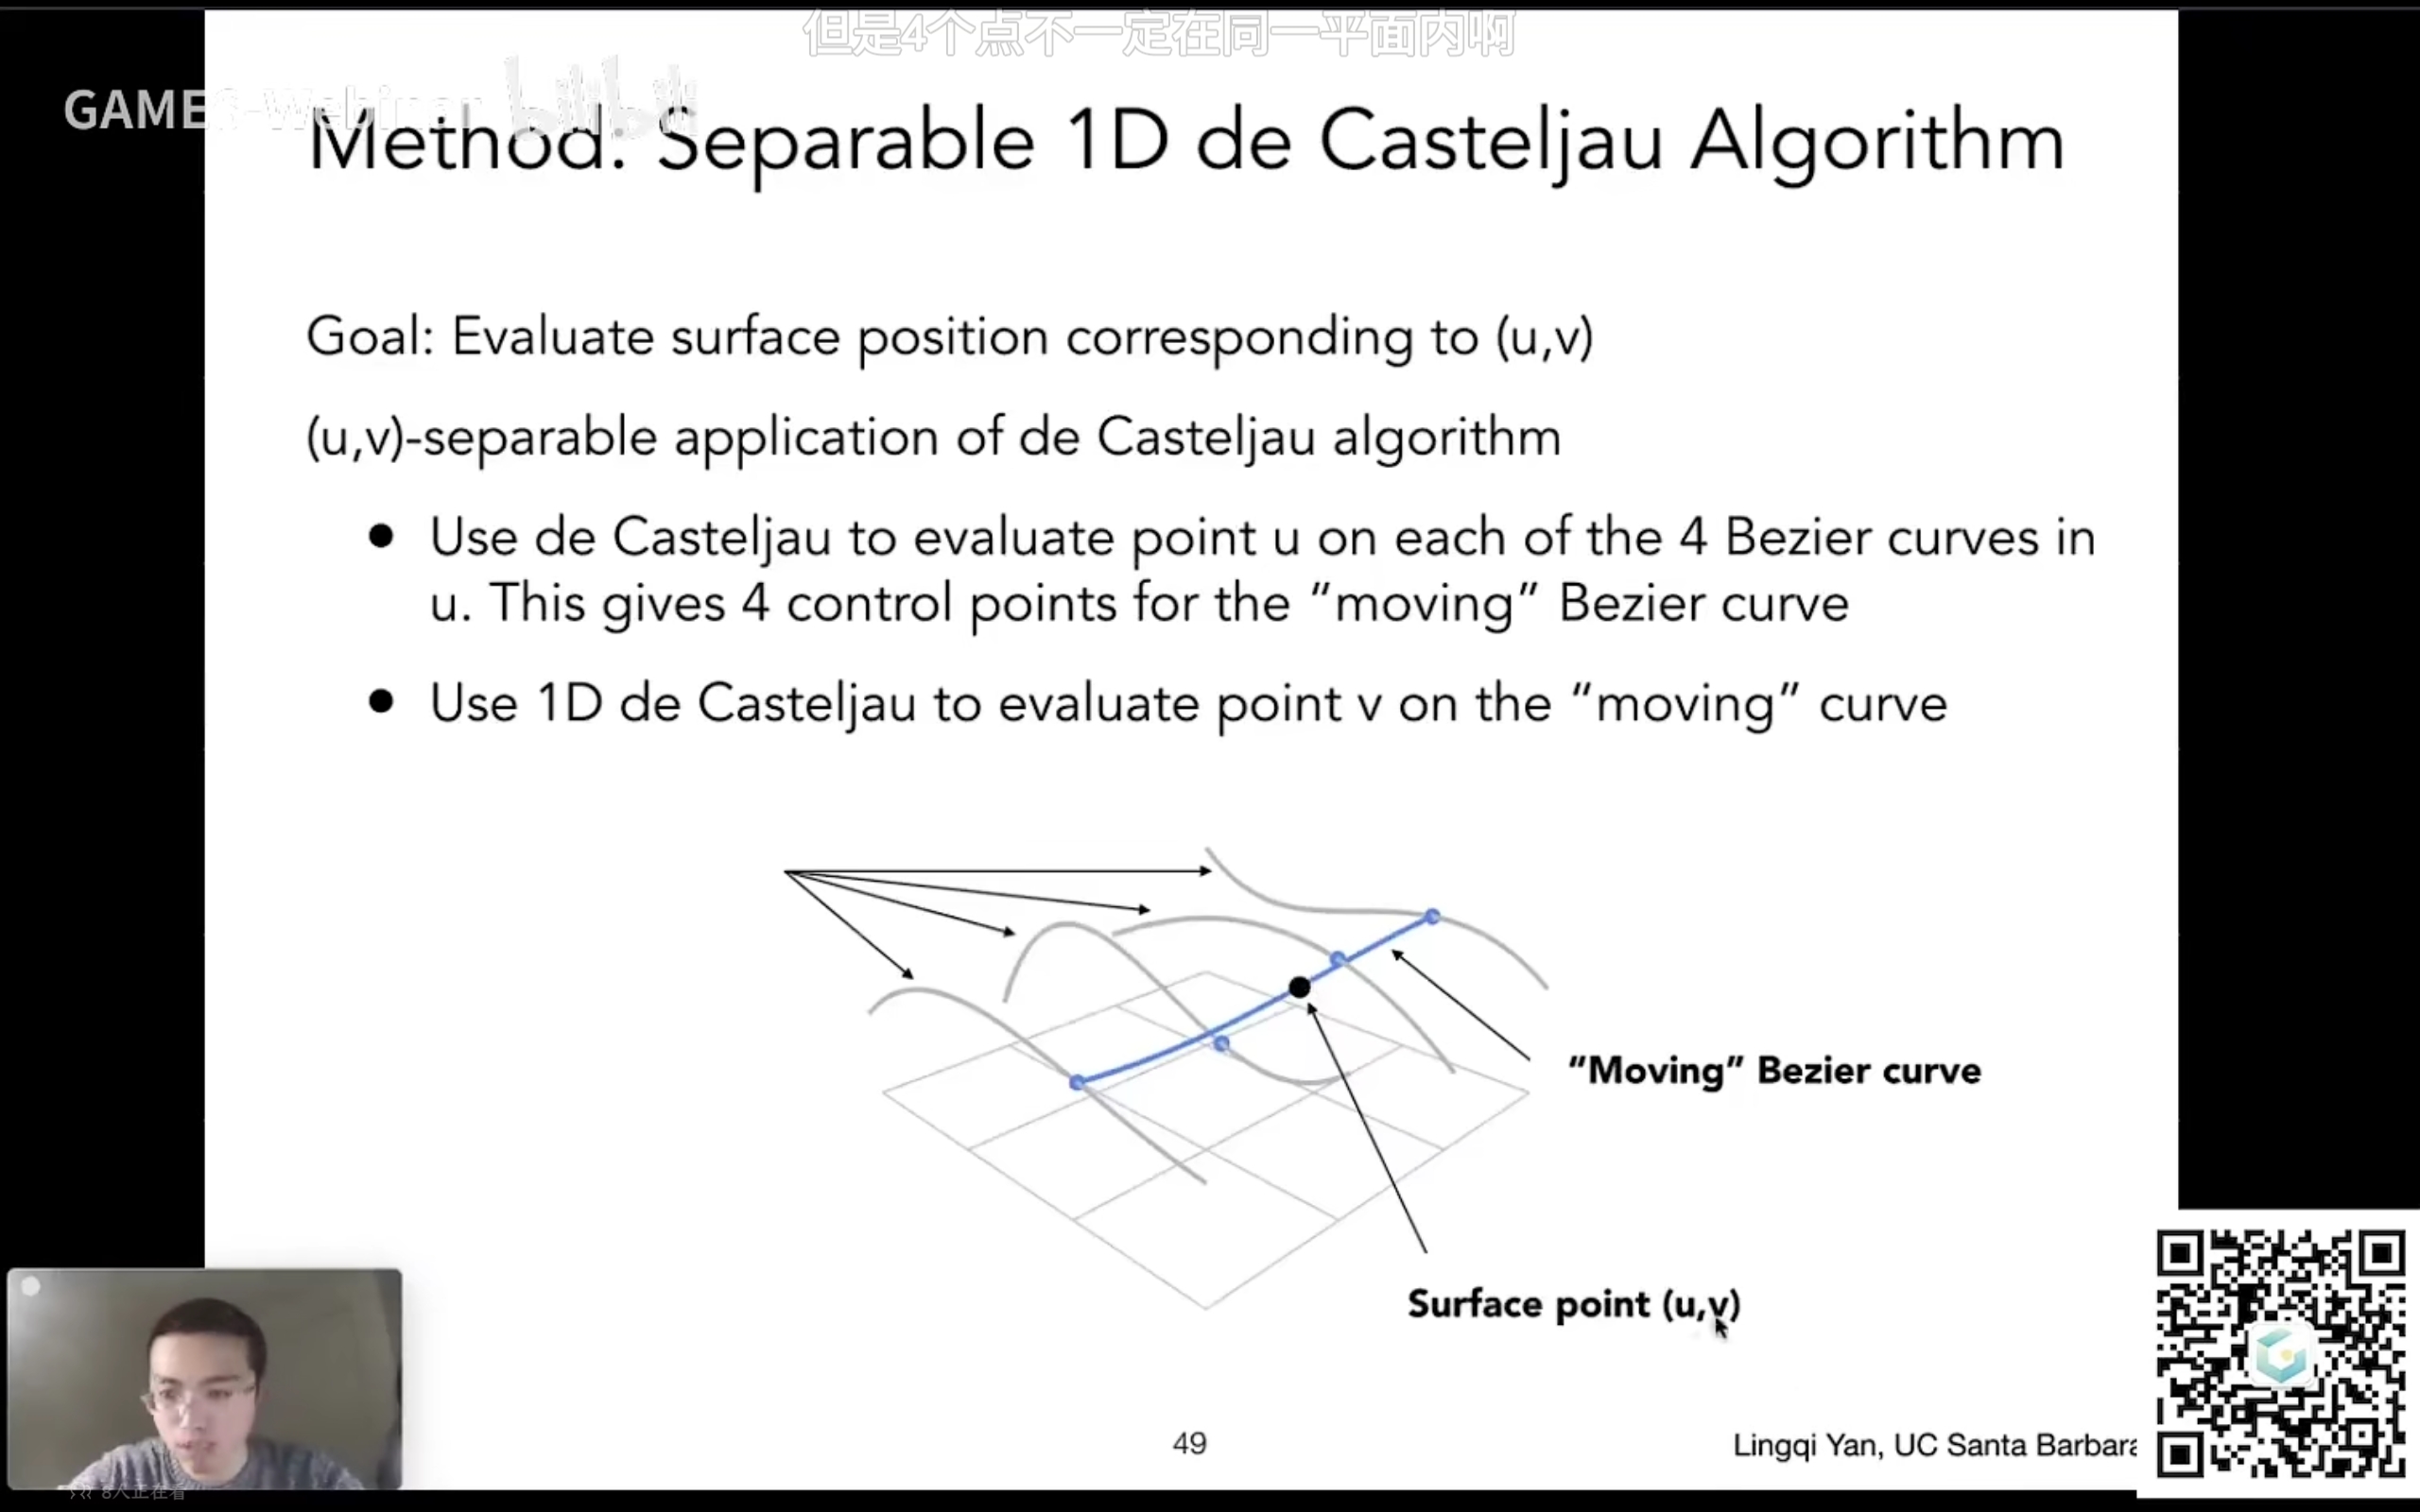 但是4个点不一定在同一平面内啊
GAMES-Webinar bilibili
Method: Separable 1D de Casteljau Algorithm
Goal: Evaluate surface position corresponding to (u,v)
(u,v)-separable application of de Casteljau algorithm
● Use de Casteljau to evaluate point u on each of the 4 Bezier curves in
u. This gives 4 control points for the “moving” Bezier curve
● Use 1D de Casteljau to evaluate point v on the “moving” curve
“Moving” Bezier curve
Surface point (u,v)
49
Lingqi Yan, UC Santa Barbara
8人正在看